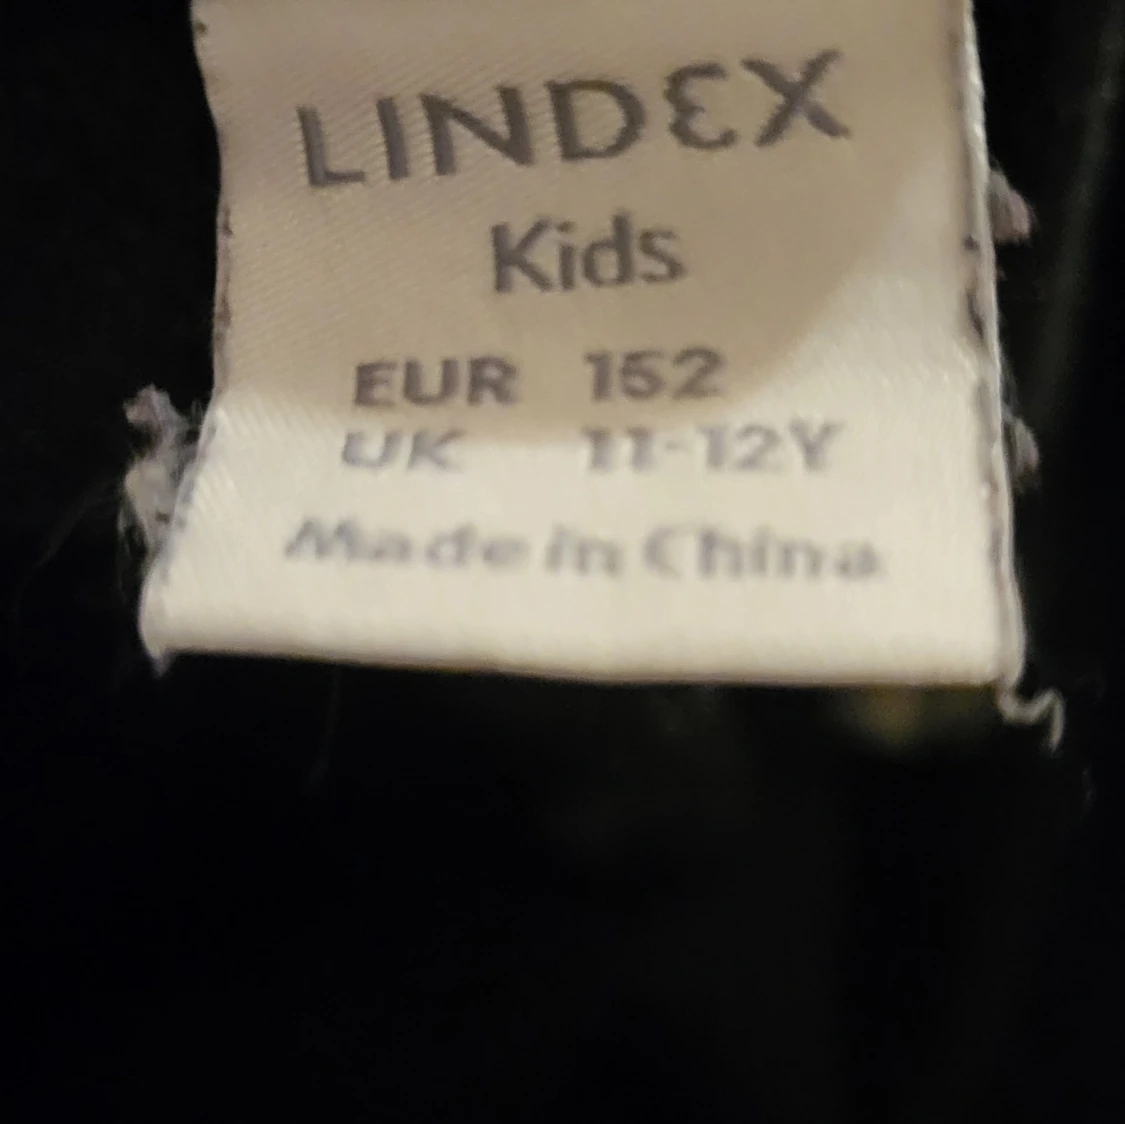 LINDEX
Kids
EUR 152
UK 11-12Y
Made in China